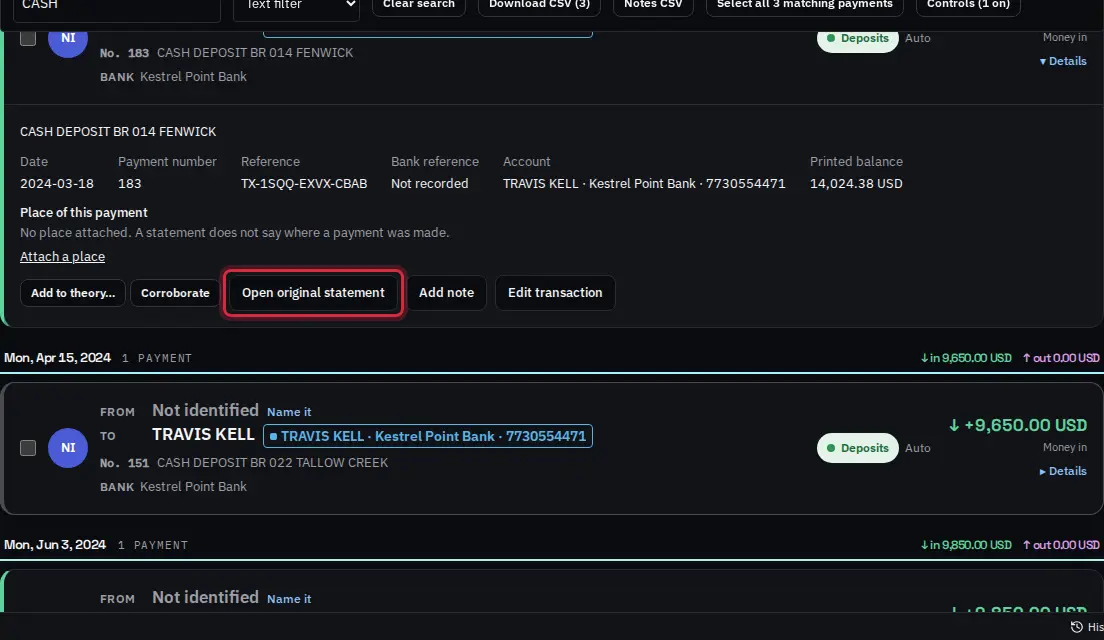 CASH Text filter Clear search Download CSV (3) Notes CSV Select all 3 matching payments Controls (1 on)
NI Deposits Auto Money in
No. 183 CASH DEPOSIT BR 014 FENWICK
▾ Details
BANK Kestrel Point Bank
CASH DEPOSIT BR 014 FENWICK
Date Payment number Reference Bank reference Account Printed balance
2024-03-18 183 TX-1SQQ-EXVX-CBAB Not recorded TRAVIS KELL · Kestrel Point Bank · 7730554471 14,024.38 USD
Place of this payment
No place attached. A statement does not say where a payment was made.
Attach a place
Add to theory... Corroborate Open original statement Add note Edit transaction
Mon, Apr 15, 2024 1 PAYMENT ↓ in 9,650.00 USD ↑ out 0.00 USD
FROM Not identified Name it
TO TRAVIS KELL TRAVIS KELL · Kestrel Point Bank · 7730554471
↓ +9,650.00 USD
NI Deposits Auto Money in
No. 151 CASH DEPOSIT BR 022 TALLOW CREEK
▸ Details
BANK Kestrel Point Bank
Mon, Jun 3, 2024 1 PAYMENT ↓ in 9,850.00 USD ↑ out 0.00 USD
FROM Not identified Name it
↓ +9,850.00 USD
His